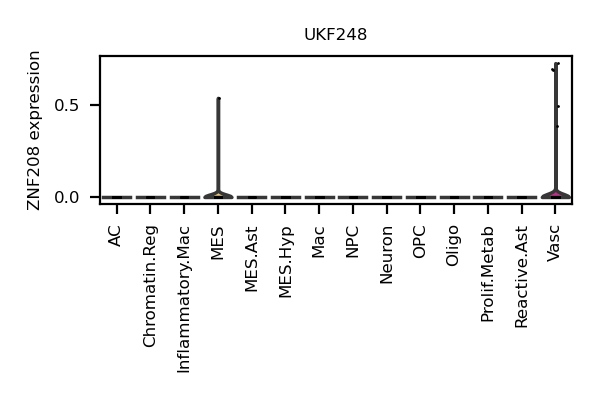 UKF248
ZNF208 expression
0.5
0.0
AC
Chromatin.Reg
Inflammatory.Mac
MES
MES.Ast
MES.Hyp
Mac
NPC
Neuron
OPC
Oligo
Prolif.Metab
Reactive.Ast
Vasc